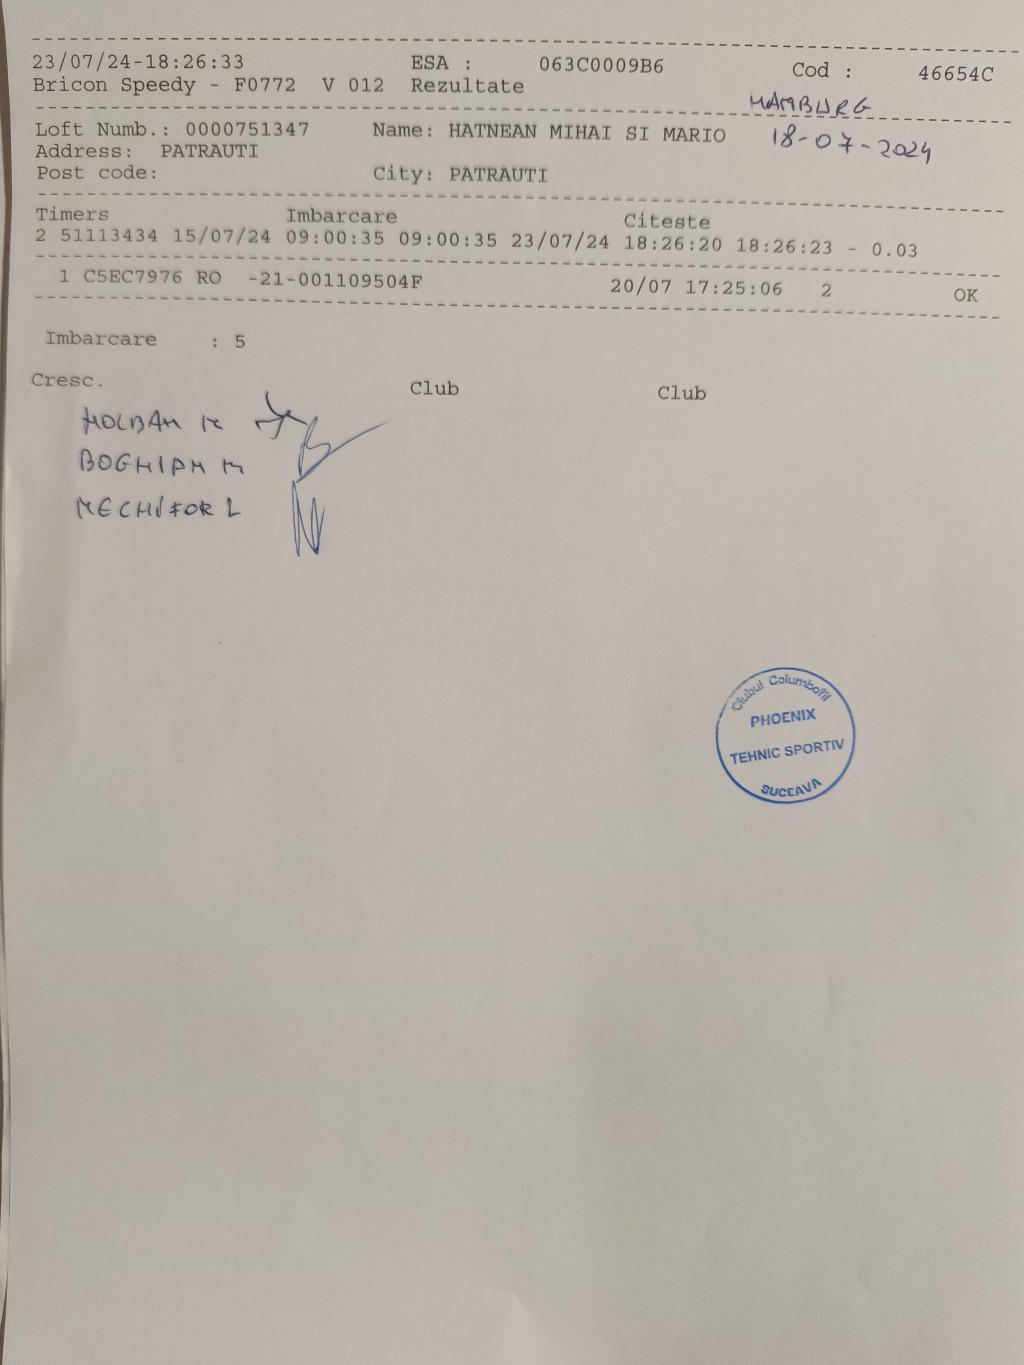 23/07/24-18:26:33 ESA : 063C0009B6 Cod : 46654C
Bricon Speedy - F0772 V 012 Rezultate
HAMBURG
Loft Numb.: 0000751347 Name: HATNEAN MIHAI SI MARIO 18-07-2024
Address: PATRAUTI
Post code: City: PATRAUTI
Timers Imbarcare Citeste
2 51113434 15/07/24 09:00:35 09:00:35 23/07/24 18:26:20 18:26:23 - 0.03
1 C5EC7976 RO -21-001109504F 20/07 17:25:06 2 OK
Imbarcare : 5
Cresc. Club Club
HOLBAN M
BOGHIAN M
NECHIFOR L
Clubul Columbofil
PHOENIX
TEHNIC SPORTIV
SUCEAVA